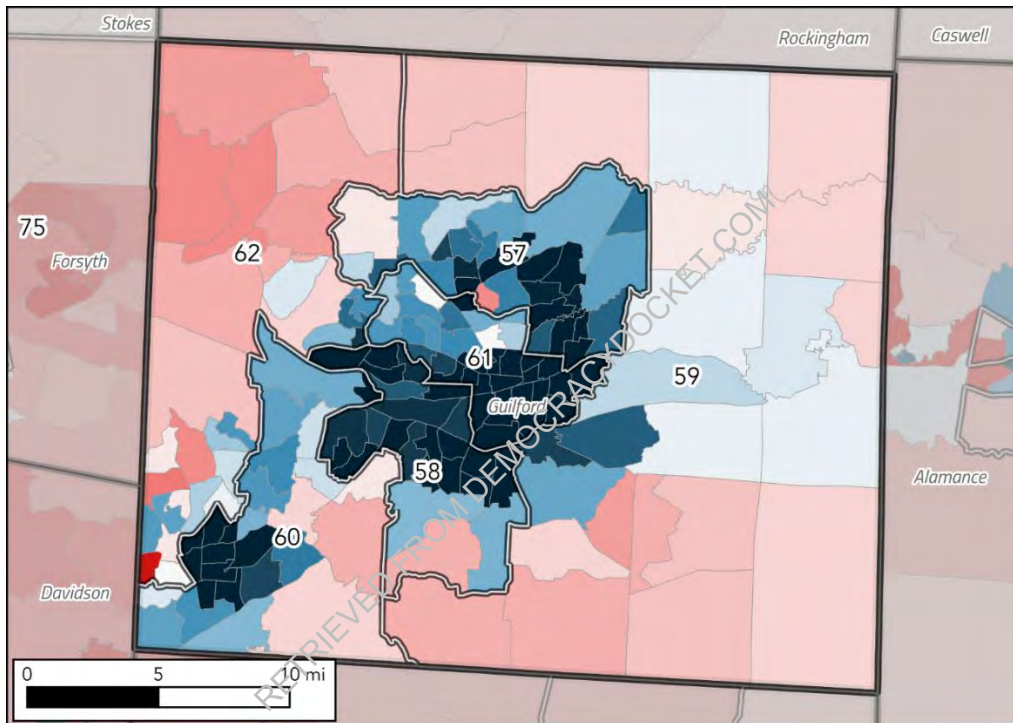 Stokes
Rockingham
Caswell
75
Forsyth
62
57
61
59
Guilford
58
Alamance
60
Davidson
0 5 10 mi
RETRIEVED FROM DEMOCRACYDOCKET.COM